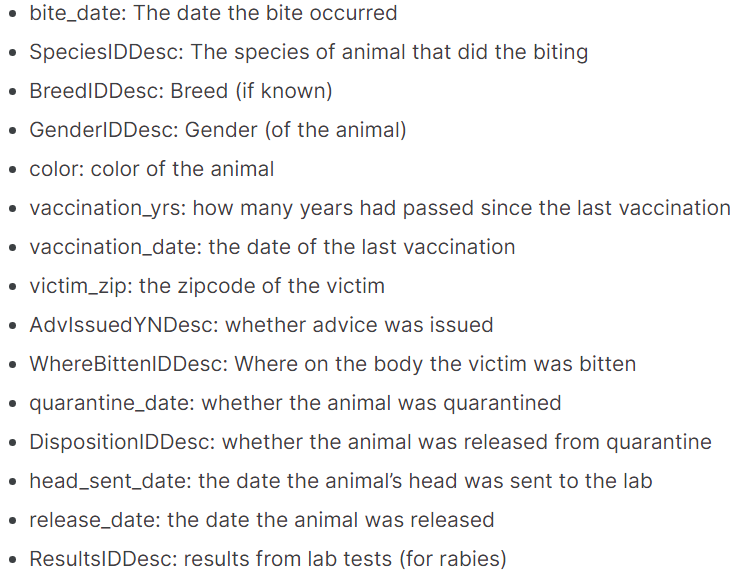 • bite_date: The date the bite occurred
• SpeciesIDDesc: The species of animal that did the biting
• BreedIDDesc: Breed (if known)
• GenderIDDesc: Gender (of the animal)
• color: color of the animal
• vaccination_yrs: how many years had passed since the last vaccination
• vaccination_date: the date of the last vaccination
• victim_zip: the zipcode of the victim
• AdvIssuedYNDesc: whether advice was issued
• WhereBittenIDDesc: Where on the body the victim was bitten
• quarantine_date: whether the animal was quarantined
• DispositionIDDesc: whether the animal was released from quarantine
• head_sent_date: the date the animal’s head was sent to the lab
• release_date: the date the animal was released
• ResultsIDDesc: results from lab tests (for rabies)